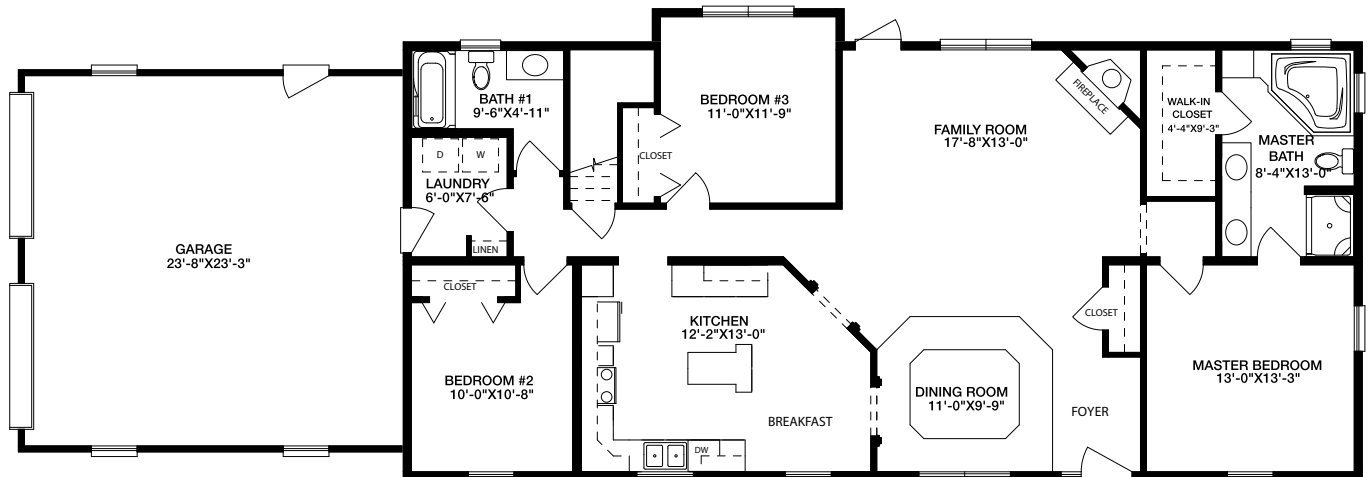 GARAGE
23'-8"X23'-3"
BATH #1
9'-6"X4'-11"
D
W
LAUNDRY
6'-0"X7'-6"
LINEN
CLOSET
BEDROOM #2
10'-0"X10'-8"
BEDROOM #3
11'-0"X11'-9"
CLOSET
KITCHEN
12'-2"X13'-0"
BREAKFAST
DW
FAMILY ROOM
17'-8"X13'-0"
FIREPLACE
DINING ROOM
11'-0"X9'-9"
FOYER
CLOSET
WALK-IN
CLOSET
4'-4"X9'-3"
MASTER
BATH
8'-4"X13'-0"
MASTER BEDROOM
13'-0"X13'-3"